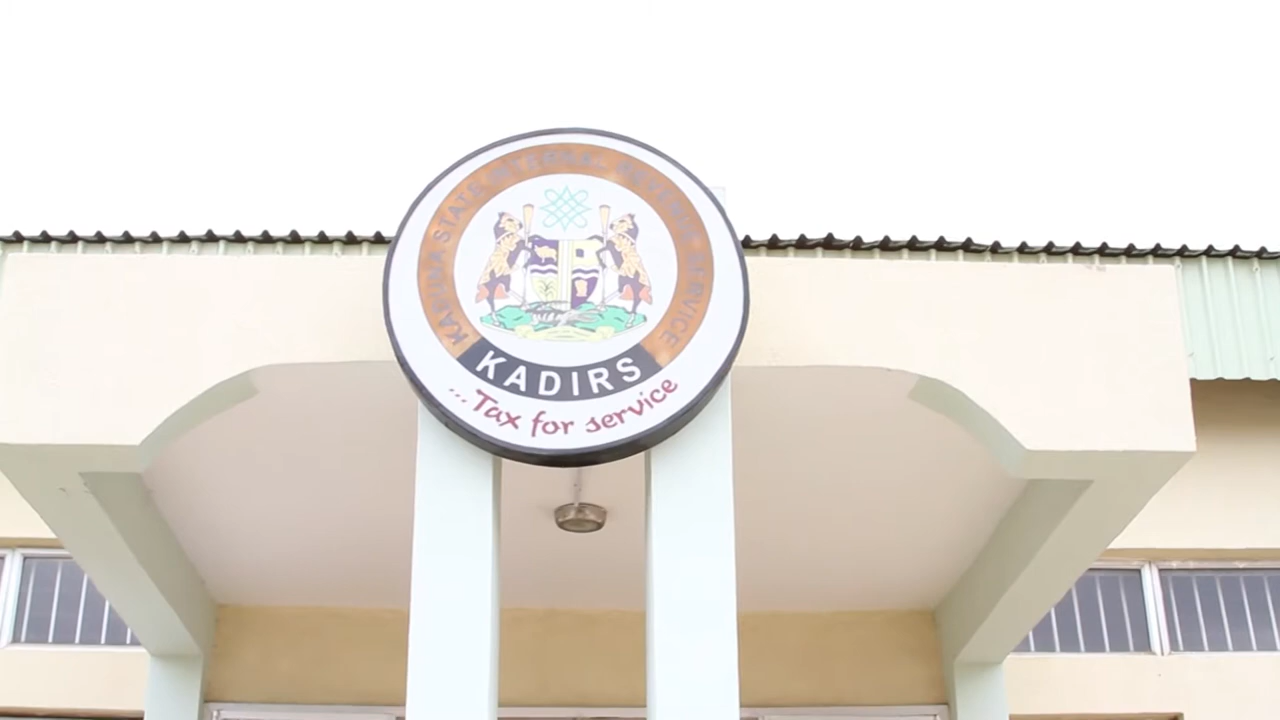 KADUNA STATE INTERNAL REVENUE SERVICE
KADIRS
...Tax for service